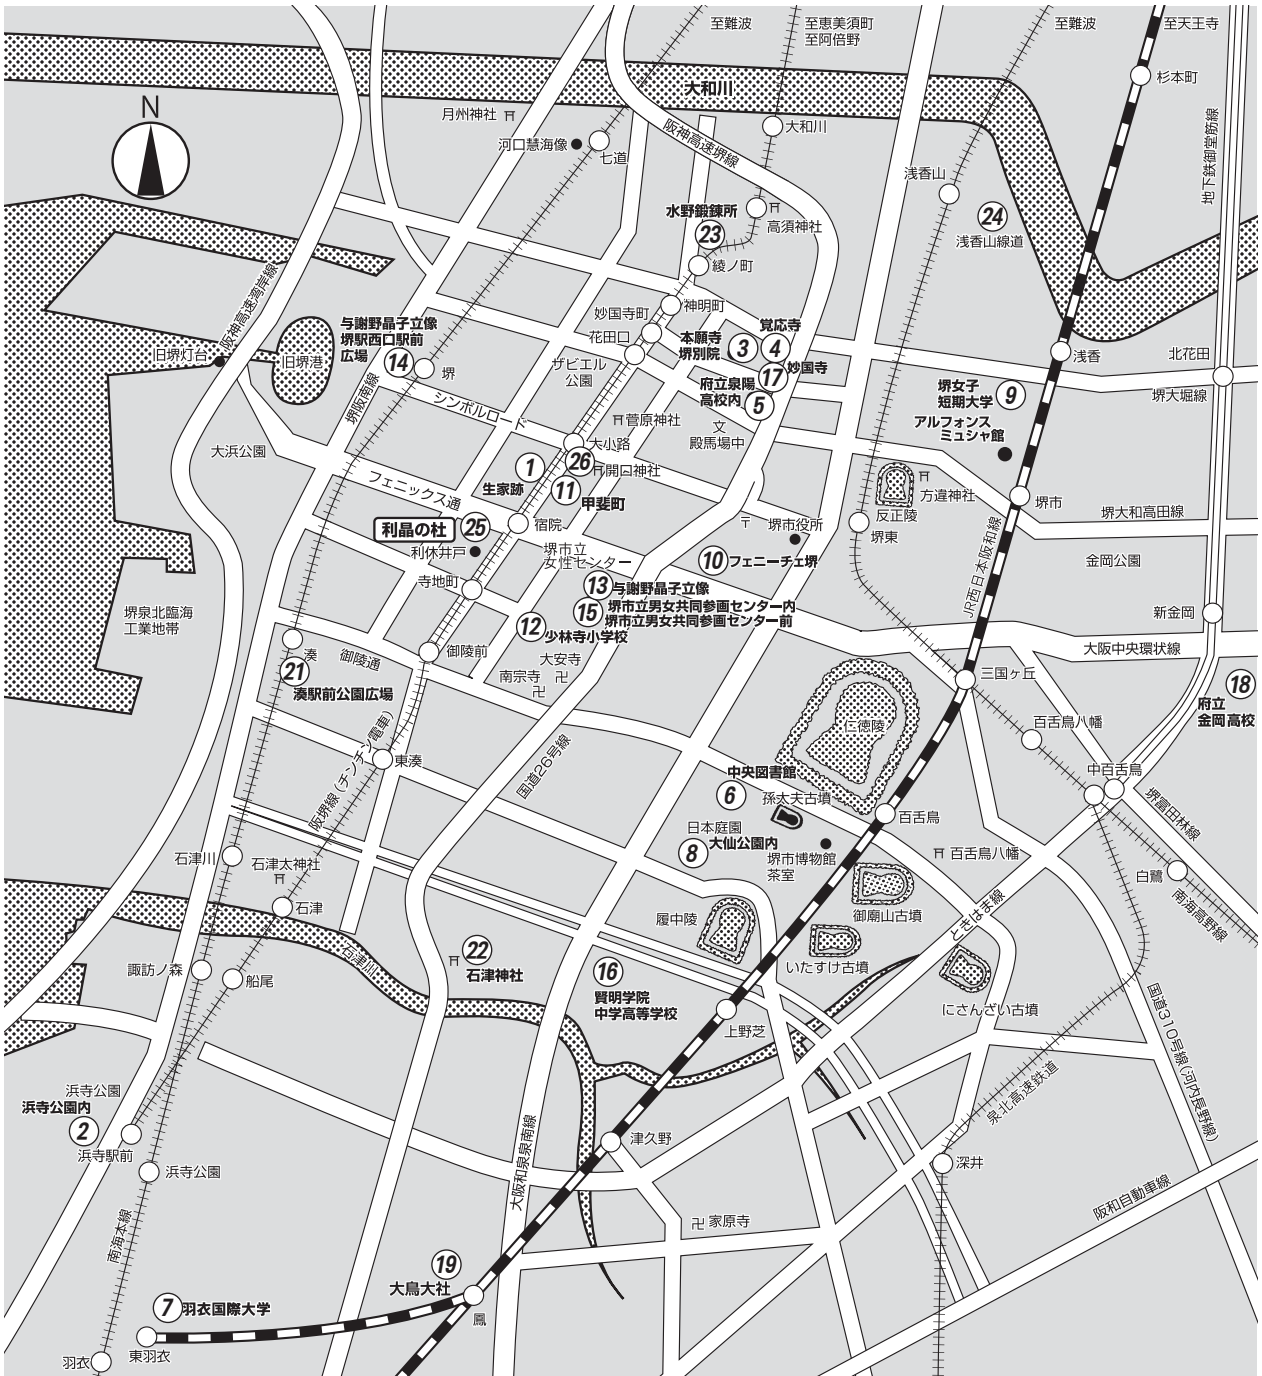 至難波
至恵美須町
至阿倍野
至難波
至天王寺
杉本町
大和川
N
月州神社
河口慧海像
七道
阪神高速堺線
大和川
地下鉄御堂筋線
浅香山
水野鍛錬所
23
高須神社
24
浅香山線道
綾ノ町
阪神高速湾岸線
妙国寺町
神明町
与謝野晶子立像
堺駅西口駅前
広場
14
花田口
本願寺
堺別院
3
覚応寺
4
旧堺灯台
旧堺港
堺
ザビエル
公園
17
妙国寺
浅香
北花田
府立泉陽
高校内
5
堺女子
短期大学
9
堺大堀線
堺阪南線
シンボルロード
菅原神社
文
殿馬場中
アルフォンス
ミュシャ館
大浜公園
大小路
1
26
開口神社
生家跡
11
甲斐町
フェニックス通
方違神社
反正陵
堺市
利晶の杜
25
宿院
〒
堺市役所
堺東
堺大和高田線
利休井戸
堺市立
女性センター
10
フェニーチェ堺
JR西日本阪和線
金岡公園
寺地町
13
与謝野晶子立像
15
堺市立男女共同参画センター内
堺市立男女共同参画センター前
堺泉北臨海
工業地帯
12
少林寺小学校
新金岡
湊
御陵通
御陵前
大安寺
大阪中央環状線
21
湊駅前公園広場
南宗寺
三国ヶ丘
18
府立
金岡高校
仁徳陵
百舌鳥八幡
阪堺線(チンチン電車)
東湊
国道26号線
中央図書館
6
孫太夫古墳
中百舌鳥
堺富田林線
日本庭園
大仙公園内
8
百舌鳥
石津川
石津太神社
堺市博物館
茶室
百舌鳥八幡
白鷺
南海高野線
石津
履中陵
御廟山古墳
ときはま線
石津川
22
石津神社
諏訪ノ森
船尾
16
賢明学院
中学高等学校
いたすけ古墳
にさんざい古墳
上野芝
国道310号線(河内長野線)
浜寺公園
浜寺公園内
2
浜寺駅前
泉北高速鉄道
津久野
大阪和泉泉南線
浜寺公園
深井
阪和自動車線
南海本線
家原寺
19
大鳥大社
7
羽衣国際大学
鳳
東羽衣
羽衣